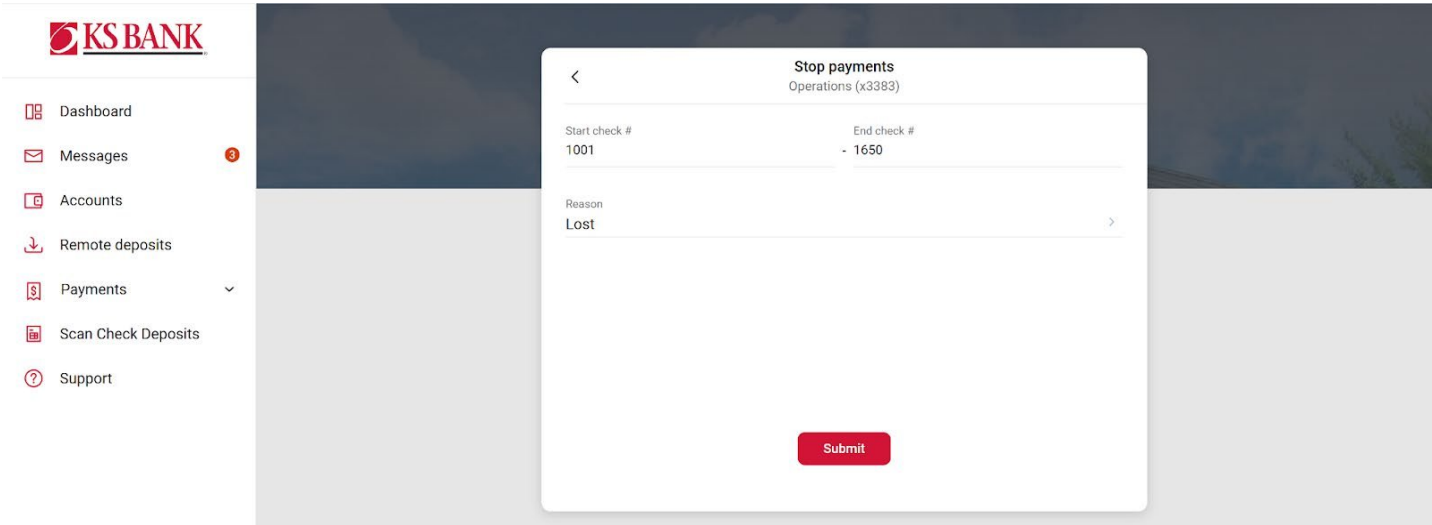 KS BANK
Dashboard
Messages 3
Accounts
Remote deposits
Payments
Scan Check Deposits
Support
Stop payments
Operations (x3383)
Start check # End check #
1001 - 1650
Reason
Lost
Submit